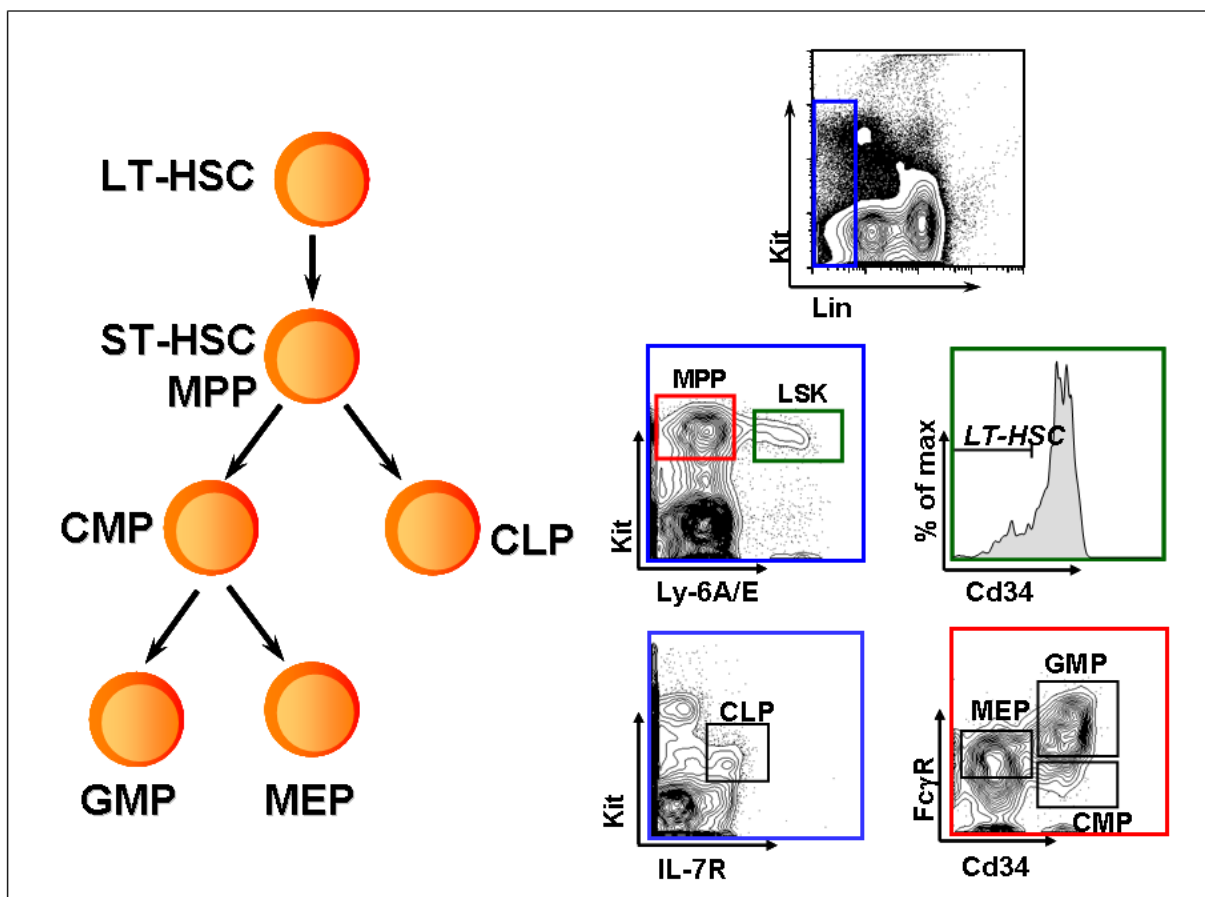 LT-HSC
ST-HSC
MPP
CMP
CLP
GMP
MEP
Kit
Lin
MPP
LSK
Kit
Ly-6A/E
LT-HSC
% of max
Cd34
CLP
Kit
IL-7R
GMP
MEP
CMP
FcγR
Cd34